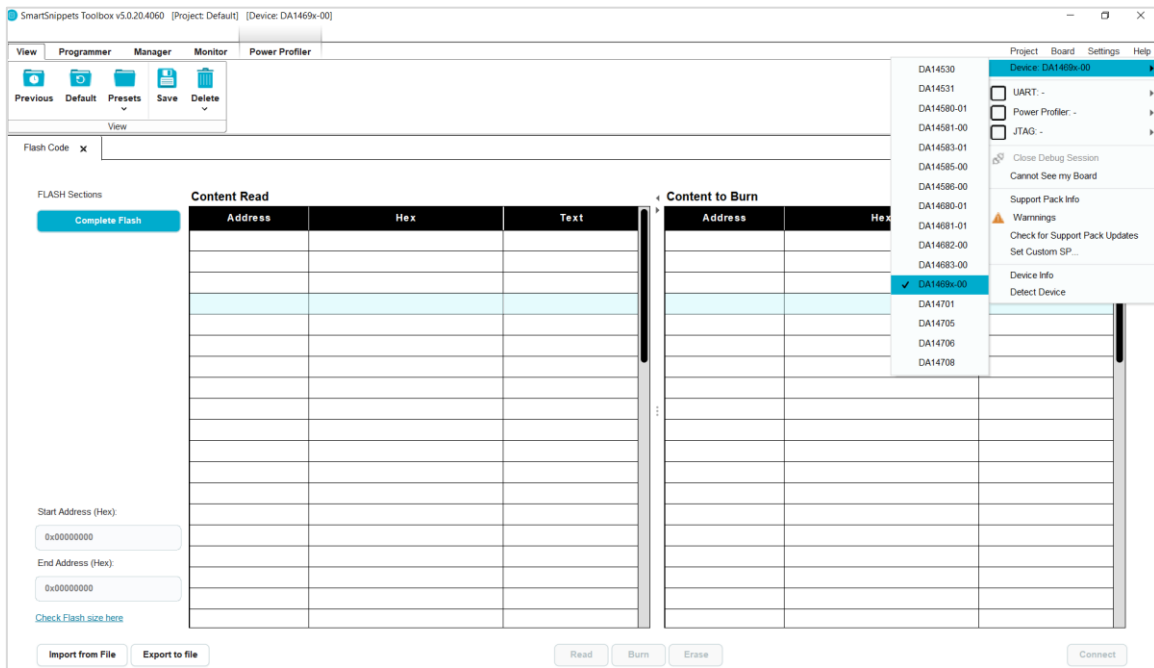 SmartSnippets Toolbox v5.0.20.4060 [Project: Default] [Device: DA1469x-00]
View Programmer Manager Monitor Power Profiler Project Board Settings Help
Previous Default Presets Save Delete
View
Device: DA1469x-00
UART: -
Power Profiler: -
JTAG: -
Close Debug Session
Cannot See my Board
Support Pack Info
Warnnings
Check for Support Pack Updates
Set Custom SP...
Device Info
Detect Device
DA14530
DA14531
DA14580-01
DA14581-00
DA14583-01
DA14585-00
DA14586-00
DA14680-01
DA14681-01
DA14682-00
DA14683-00
DA1469x-00
DA14701
DA14705
DA14706
DA14708
Flash Code x
FLASH Sections
Complete Flash
Content Read
Address Hex Text
Content to Burn
Address Hex
Start Address (Hex):
0x00000000
End Address (Hex):
0x00000000
Check Flash size here
Import from File Export to file Read Burn Erase Connect